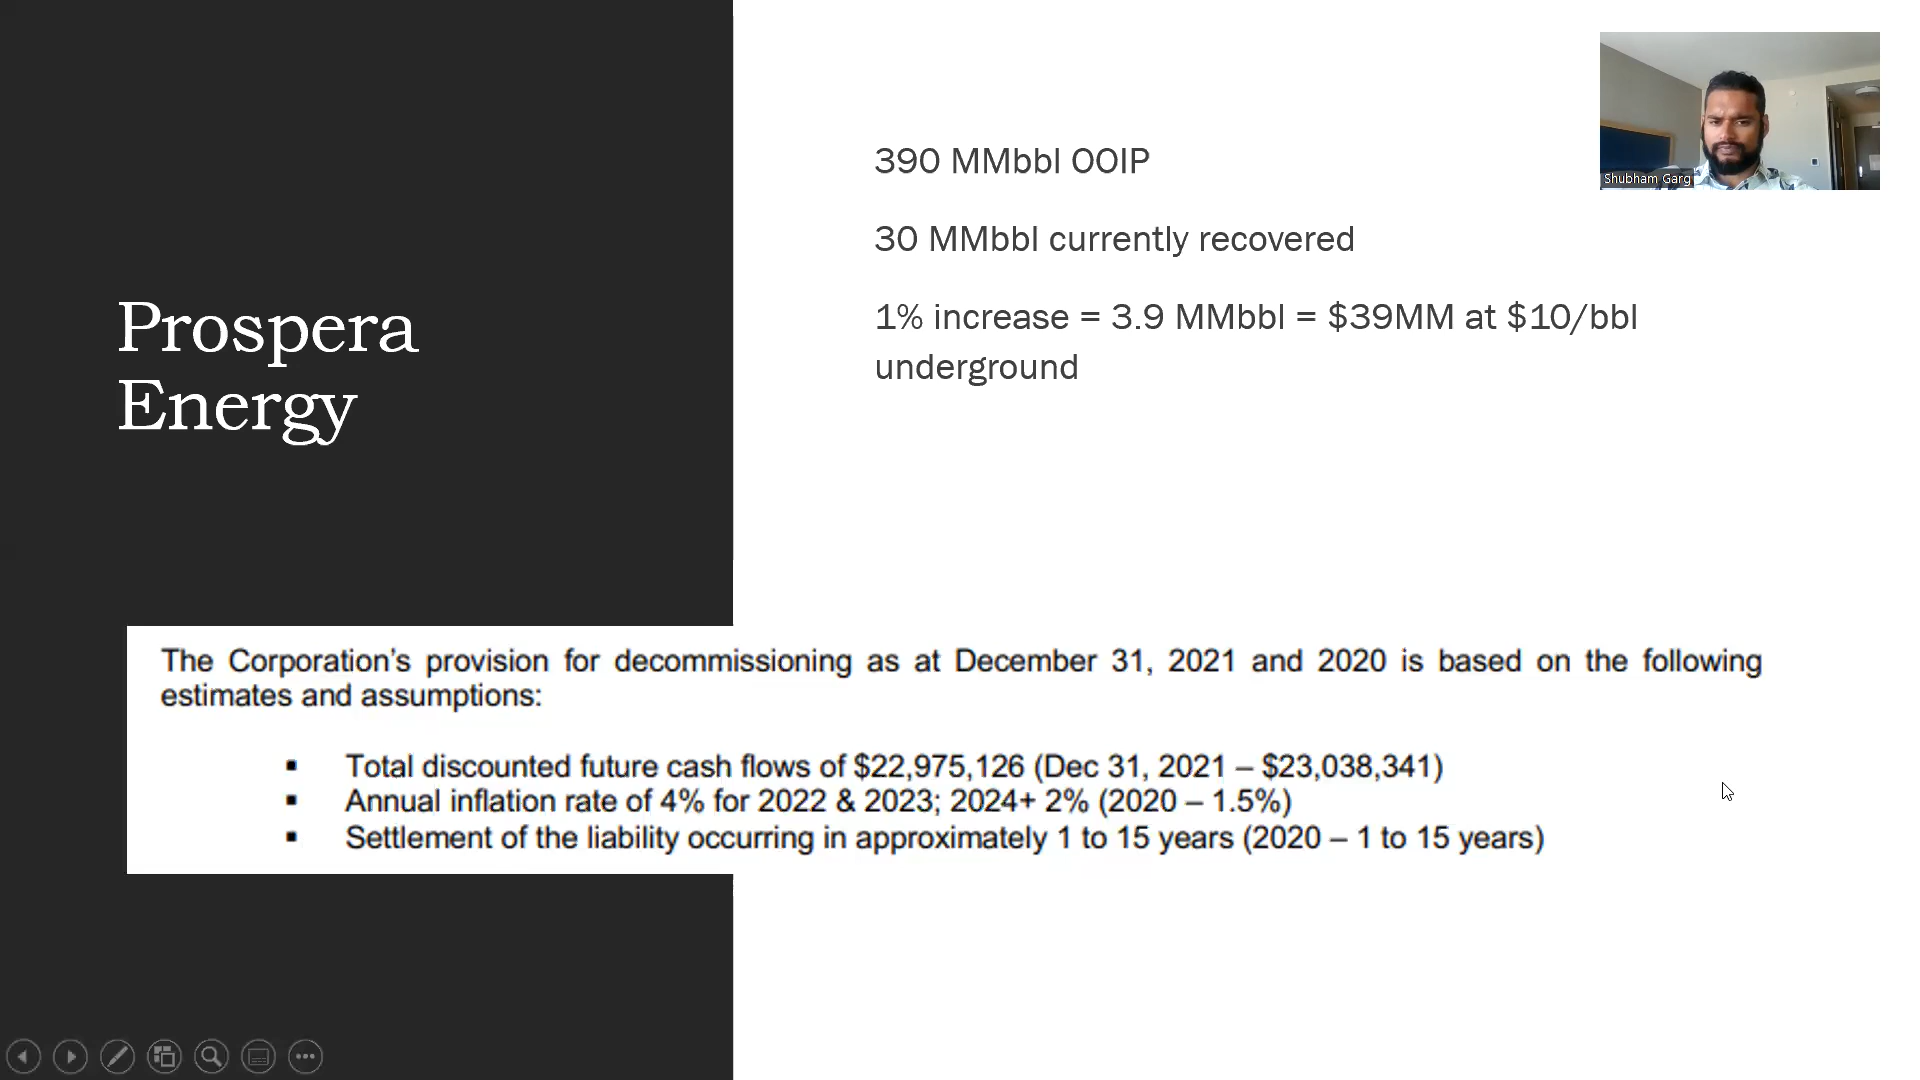 Prospera
Energy
390 MMbbl OOIP
30 MMbbl currently recovered
1% increase = 3.9 MMbbl = $39MM at $10/bbl
underground
Shubham Garg
The Corporation's provision for decommissioning as at December 31, 2021 and 2020 is based on the following
estimates and assumptions:
▪ Total discounted future cash flows of $22,975,126 (Dec 31, 2021 – $23,038,341)
▪ Annual inflation rate of 4% for 2022 & 2023; 2024+ 2% (2020 – 1.5%)
▪ Settlement of the liability occurring in approximately 1 to 15 years (2020 – 1 to 15 years)